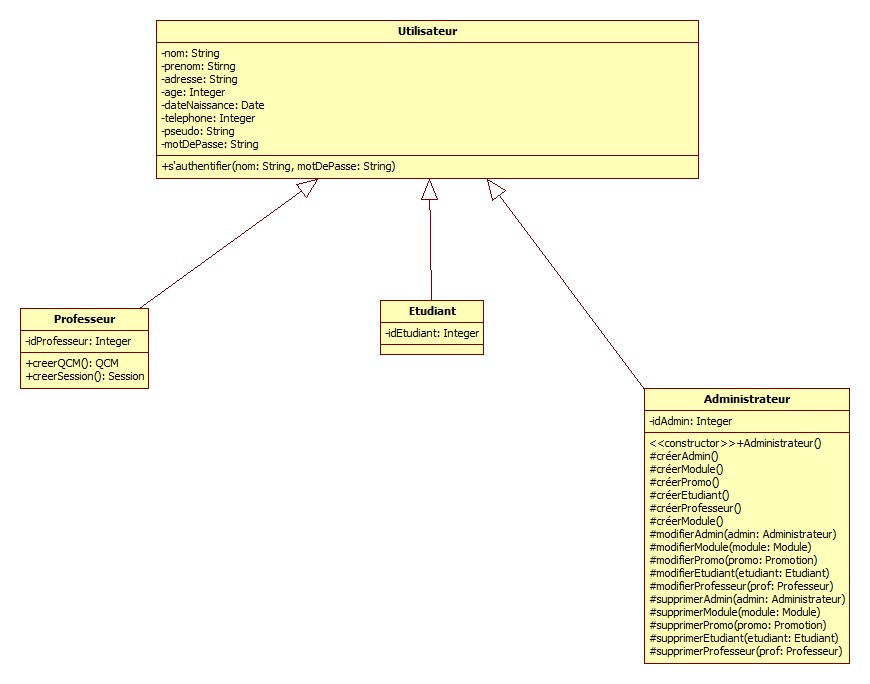 Utilisateur
-nom: String
-prenom: Stirng
-adresse: String
-age: Integer
-dateNaissance: Date
-telephone: Integer
-pseudo: String
-motDePasse: String
+s'authentifier(nom: String, motDePasse: String)
Professeur
-idProfesseur: Integer
+creerQCM(): QCM
+creerSession(): Session
Etudiant
-idEtudiant: Integer
Administrateur
-idAdmin: Integer
<<constructor>>+Administrateur()
#créerAdmin()
#créerModule()
#créerPromo()
#créerEtudiant()
#créerProfesseur()
#créerModule()
#modifierAdmin(admin: Administrateur)
#modifierModule(module: Module)
#modifierPromo(promo: Promotion)
#modifierEtudiant(etudiant: Etudiant)
#modifierProfesseur(prof: Professeur)
#supprimerAdmin(admin: Administrateur)
#supprimerModule(module: Module)
#supprimerPromo(promo: Promotion)
#supprimerEtudiant(etudiant: Etudiant)
#supprimerProfesseur(prof: Professeur)